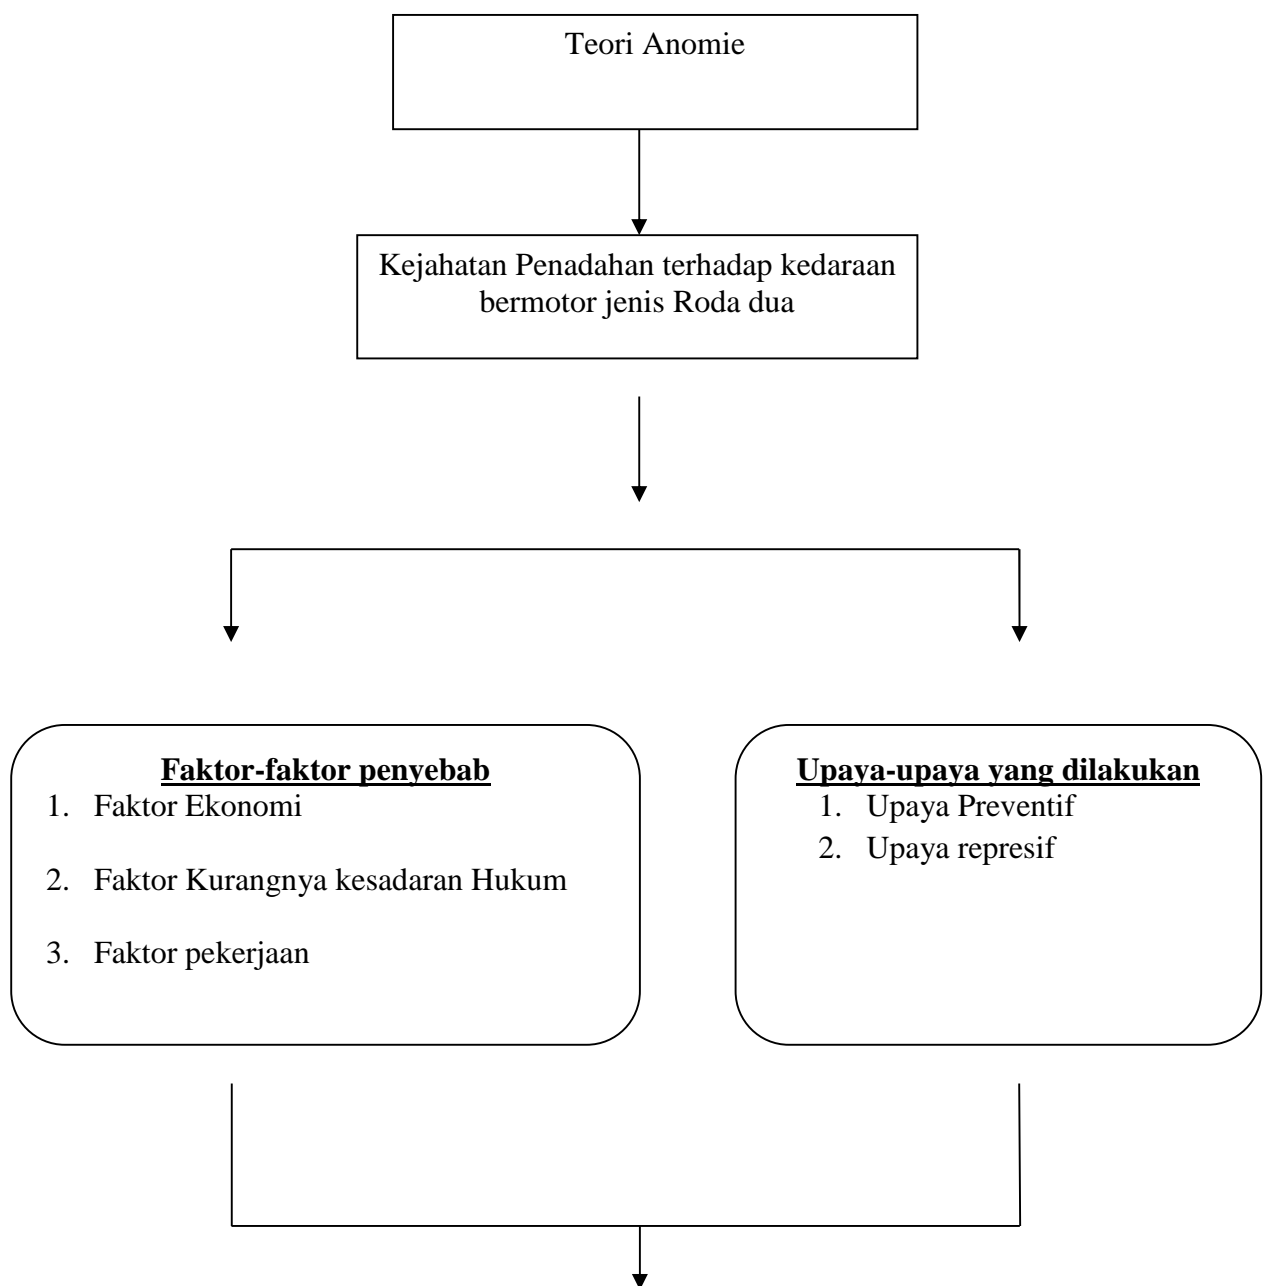 Teori Anomie
Kejahatan Penadahan terhadap kedaraan
bermotor jenis Roda dua
Faktor-faktor penyebab
1. Faktor Ekonomi
2. Faktor Kurangnya kesadaran Hukum
3. Faktor pekerjaan
Upaya-upaya yang dilakukan
1. Upaya Preventif
2. Upaya represif